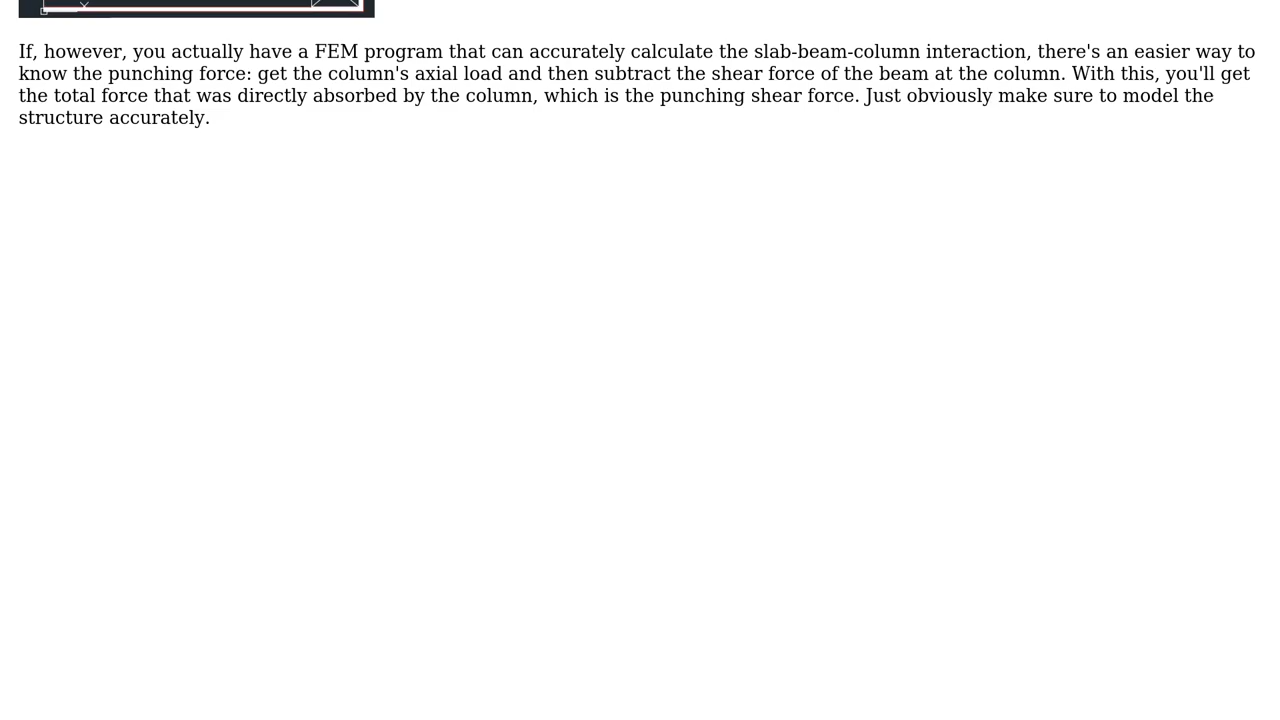 If, however, you actually have a FEM program that can accurately calculate the slab-beam-column interaction, there's an easier way to
know the punching force: get the column's axial load and then subtract the shear force of the beam at the column. With this, you'll get
the total force that was directly absorbed by the column, which is the punching shear force. Just obviously make sure to model the
structure accurately.